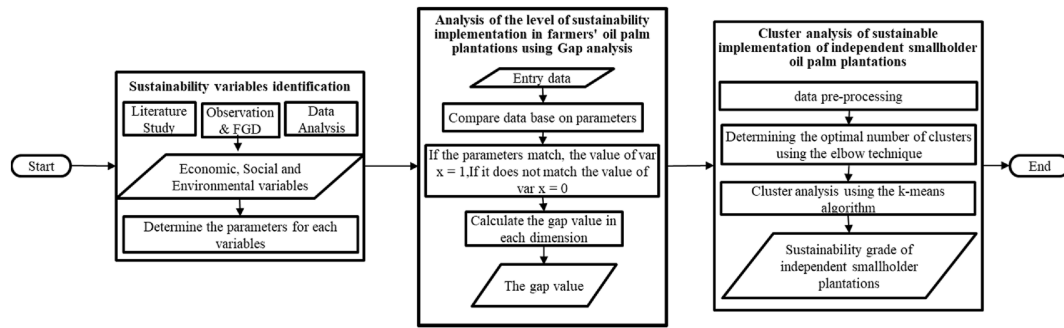 Start
Sustainability variables identification
Literature
Study
Observation
& FGD
Data
Analysis
Economic, Social and
Environmental variables
Determine the parameters for each
variables
Analysis of the level of sustainability
implementation in farmers' oil palm
plantations using Gap analysis
Entry data
Compare data base on parameters
If the parameters match, the value of var
x = 1,If it does not match the value of
var x = 0
Calculate the gap value in
each dimension
The gap value
Cluster analysis of sustainable
implementation of independent smallholder
oil palm plantations
data pre-processing
Determining the optimal number of clusters
using the elbow technique
Cluster analysis using the k-means
algorithm
Sustainability grade of
independent smallholder
plantations
End